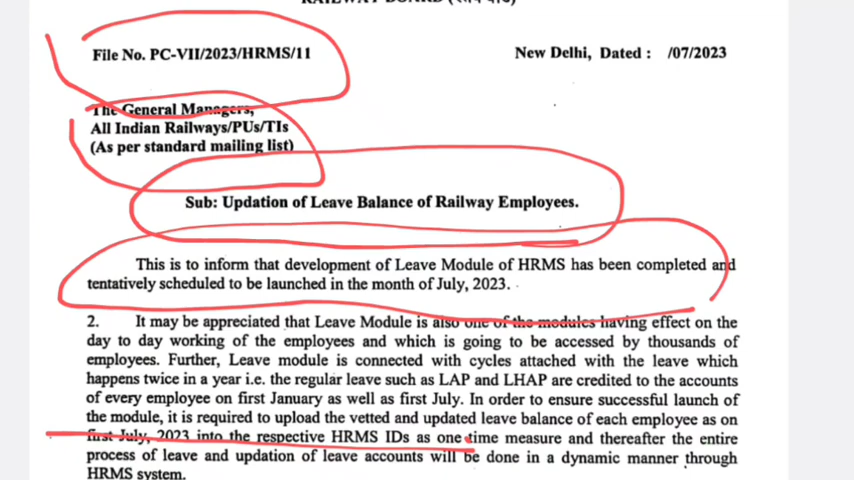 File No. PC-VII/2023/HRMS/11 New Delhi, Dated : /07/2023
The General Managers,
All Indian Railways/PUs/TIs
(As per standard mailing list)
Sub: Updation of Leave Balance of Railway Employees.
This is to inform that development of Leave Module of HRMS has been completed and
tentatively scheduled to be launched in the month of July, 2023.
2. It may be appreciated that Leave Module is also one of the modules having effect on the
day to day working of the employees and which is going to be accessed by thousands of
employees. Further, Leave module is connected with cycles attached with the leave which
happens twice in a year i.e. the regular leave such as LAP and LHAP are credited to the accounts
of every employee on first January as well as first July. In order to ensure successful launch of
the module, it is required to upload the vetted and updated leave balance of each employee as on
first July, 2023 into the respective HRMS IDs as one time measure and thereafter the entire
process of leave and updation of leave accounts will be done in a dynamic manner through
HRMS system.